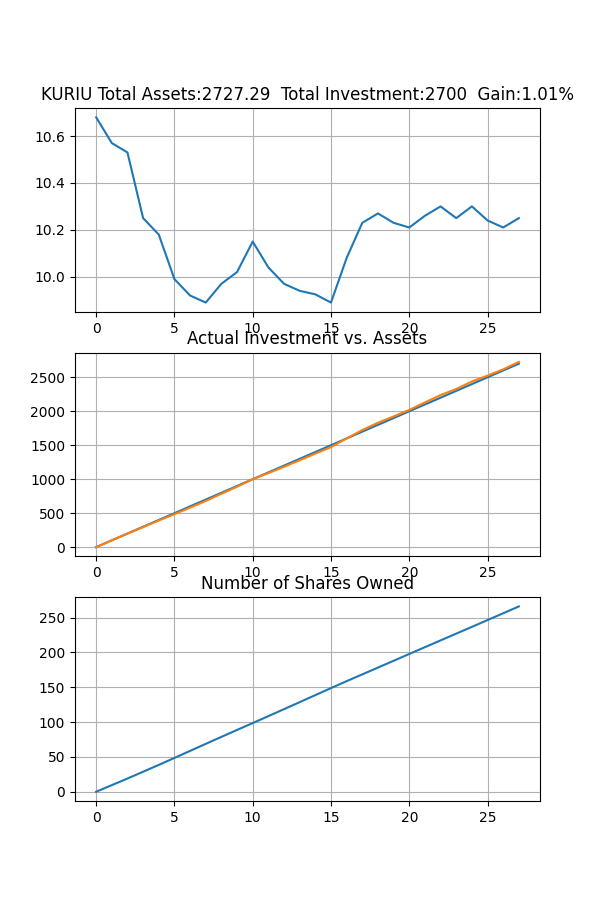 KURIU Total Assets:2727.29  Total Investment:2700  Gain:1.01%
10.6
10.4
10.2
10.0
0 5 10 15 20 25
Actual Investment vs. Assets
2500
2000
1500
1000
500
0
0 5 10 15 20 25
Number of Shares Owned
250
200
150
100
50
0
0 5 10 15 20 25